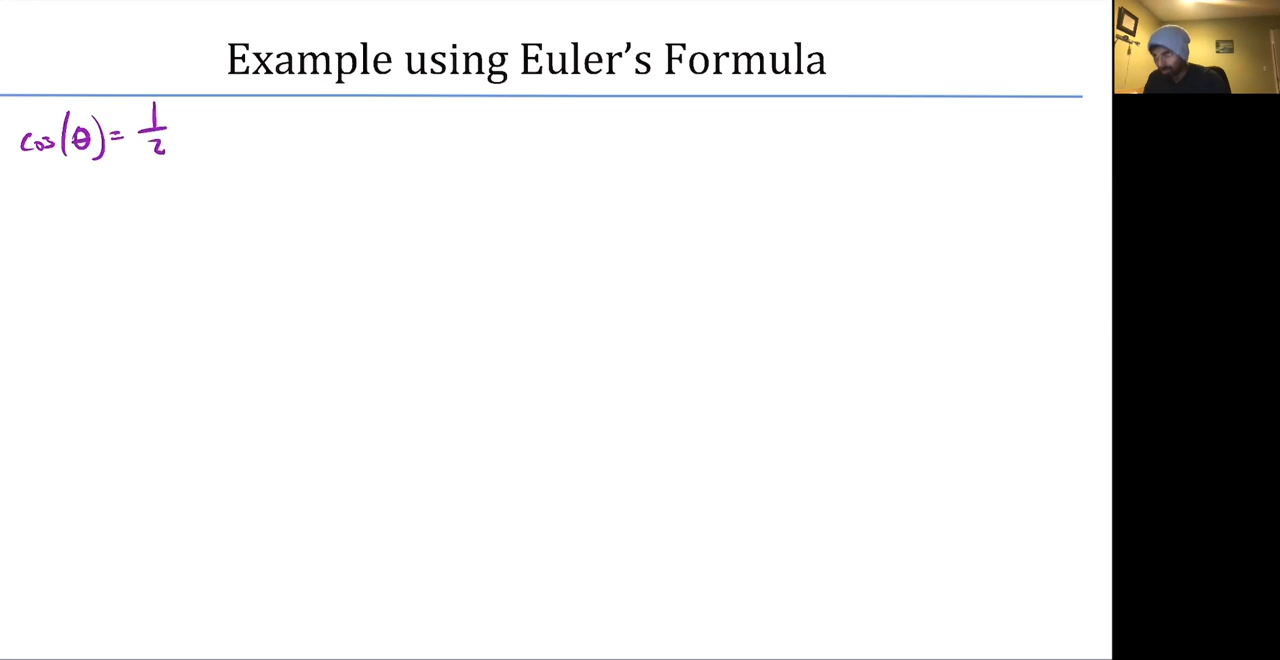 Example using Euler’s Formula
cos(θ) = 1/2